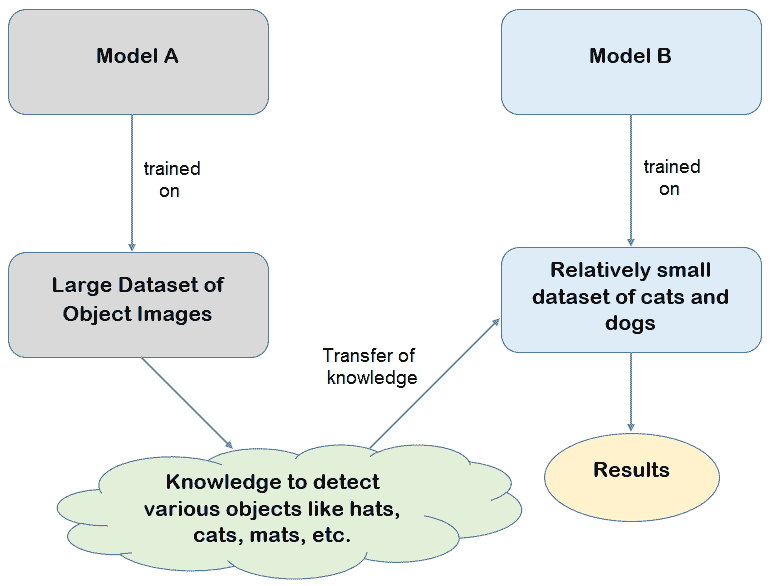 Model A
Model B
trained
on
trained
on
Large Dataset of
Object Images
Relatively small
dataset of cats and
dogs
Transfer of
knowledge
Knowledge to detect
various objects like hats,
cats, mats, etc.
Results